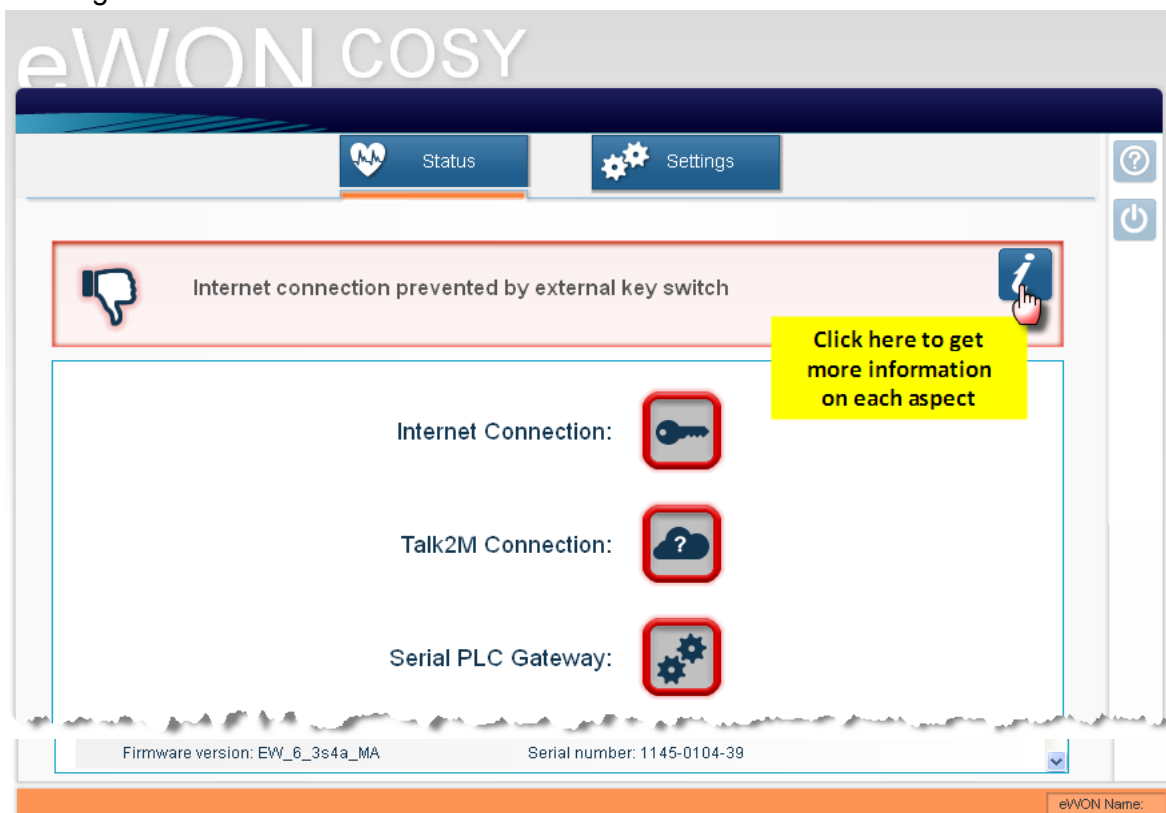 eWON COSY
Status
Settings
Internet connection prevented by external key switch
Click here to get
more information
on each aspect
Internet Connection:
Talk2M Connection:
?
Serial PLC Gateway:
Firmware version: EW_6_3s4a_MA
Serial number: 1145-0104-39
eWON Name: